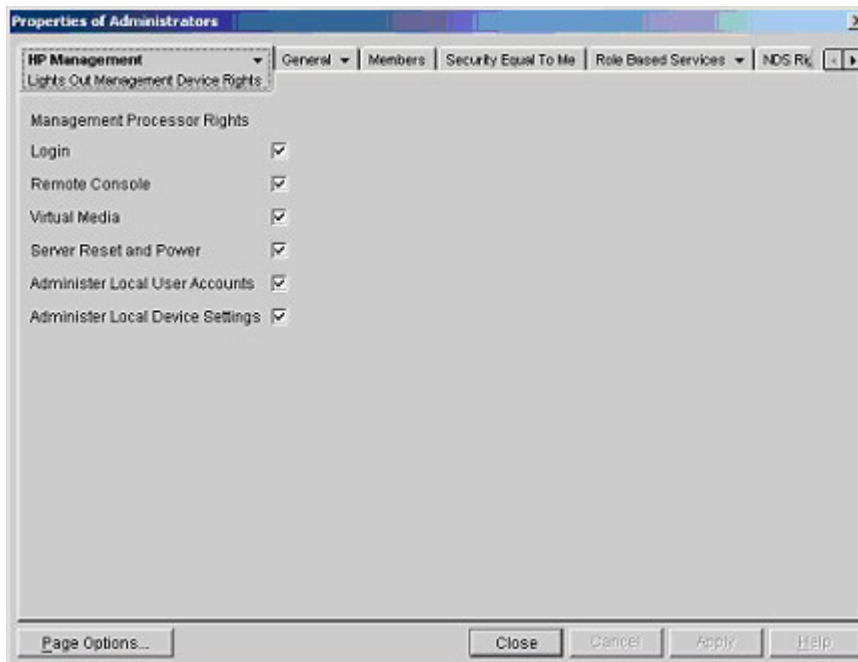 Properties of Administrators
HP Management
General
Members
Security Equal To Me
Role Based Services
NDS
Lights Out Management Device Rights
Management Processor Rights
Login
Remote Console
Virtual Media
Server Reset and Power
Administer Local User Accounts
Administer Local Device Settings
Page Options...
Close
Cancel
Apply
Help